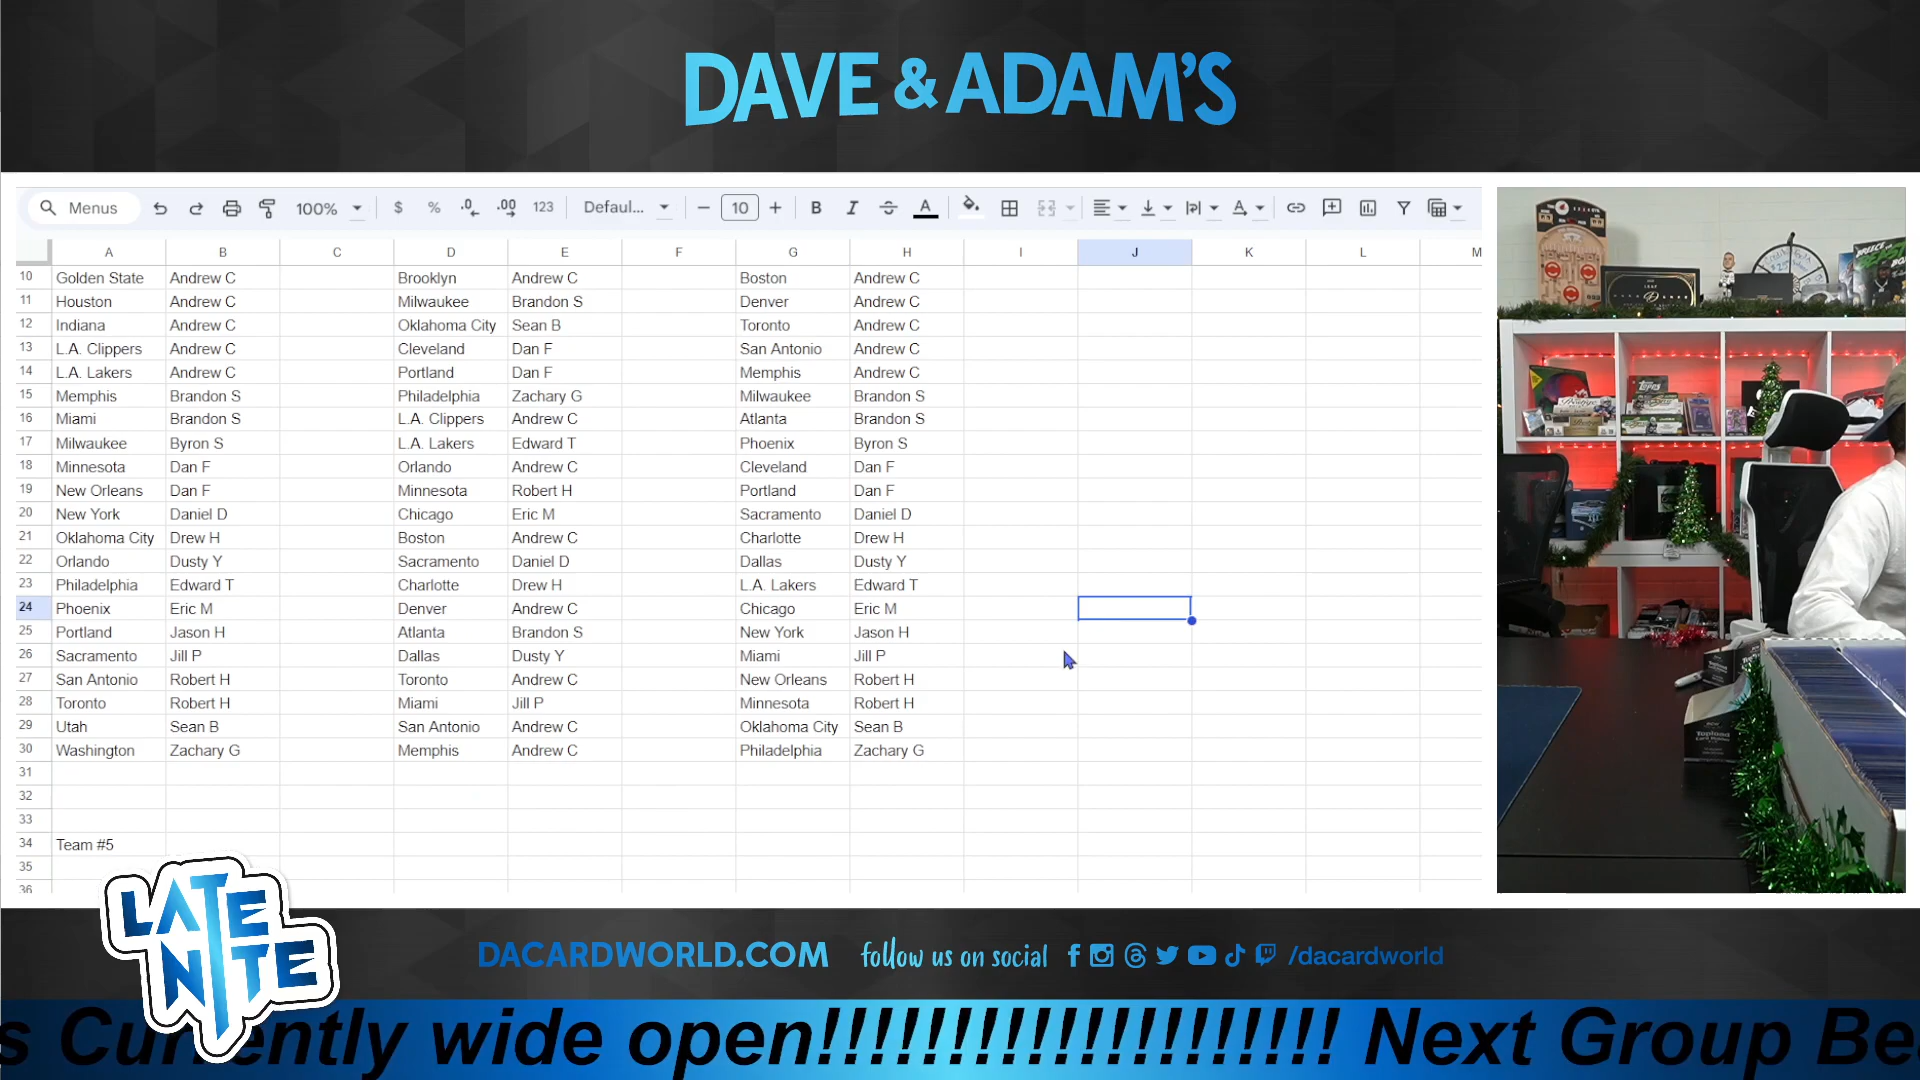 DAVE & ADAM'S
Menus 100% $ % .0 .00 123 Defaul... 10 B I S A
A B C D E F G H I J K L M
10 Golden State Andrew C Brooklyn Andrew C Boston Andrew C
11 Houston Andrew C Milwaukee Brandon S Denver Andrew C
12 Indiana Andrew C Oklahoma City Sean B Toronto Andrew C
13 L.A. Clippers Andrew C Cleveland Dan F San Antonio Andrew C
14 L.A. Lakers Andrew C Portland Dan F Memphis Andrew C
15 Memphis Brandon S Philadelphia Zachary G Milwaukee Brandon S
16 Miami Brandon S L.A. Clippers Andrew C Atlanta Brandon S
17 Milwaukee Byron S L.A. Lakers Edward T Phoenix Byron S
18 Minnesota Dan F Orlando Andrew C Cleveland Dan F
19 New Orleans Dan F Minnesota Robert H Portland Dan F
20 New York Daniel D Chicago Eric M Sacramento Daniel D
21 Oklahoma City Drew H Boston Andrew C Charlotte Drew H
22 Orlando Dusty Y Sacramento Daniel D Dallas Dusty Y
23 Philadelphia Edward T Charlotte Drew H L.A. Lakers Edward T
24 Phoenix Eric M Denver Andrew C Chicago Eric M
25 Portland Jason H Atlanta Brandon S New York Jason H
26 Sacramento Jill P Dallas Dusty Y Miami Jill P
27 San Antonio Robert H Toronto Andrew C New Orleans Robert H
28 Toronto Robert H Miami Jill P Minnesota Robert H
29 Utah Sean B San Antonio Andrew C Oklahoma City Sean B
30 Washington Zachary G Memphis Andrew C Philadelphia Zachary G
31
32
33
34 Team #5
35
36
Topps
Topload
LATE
NITE
DACARDWORLD.COM follow us on social /dacardworld
s Currently wide open!!!!!!!!!!!!!!!!!!!! Next Group Be